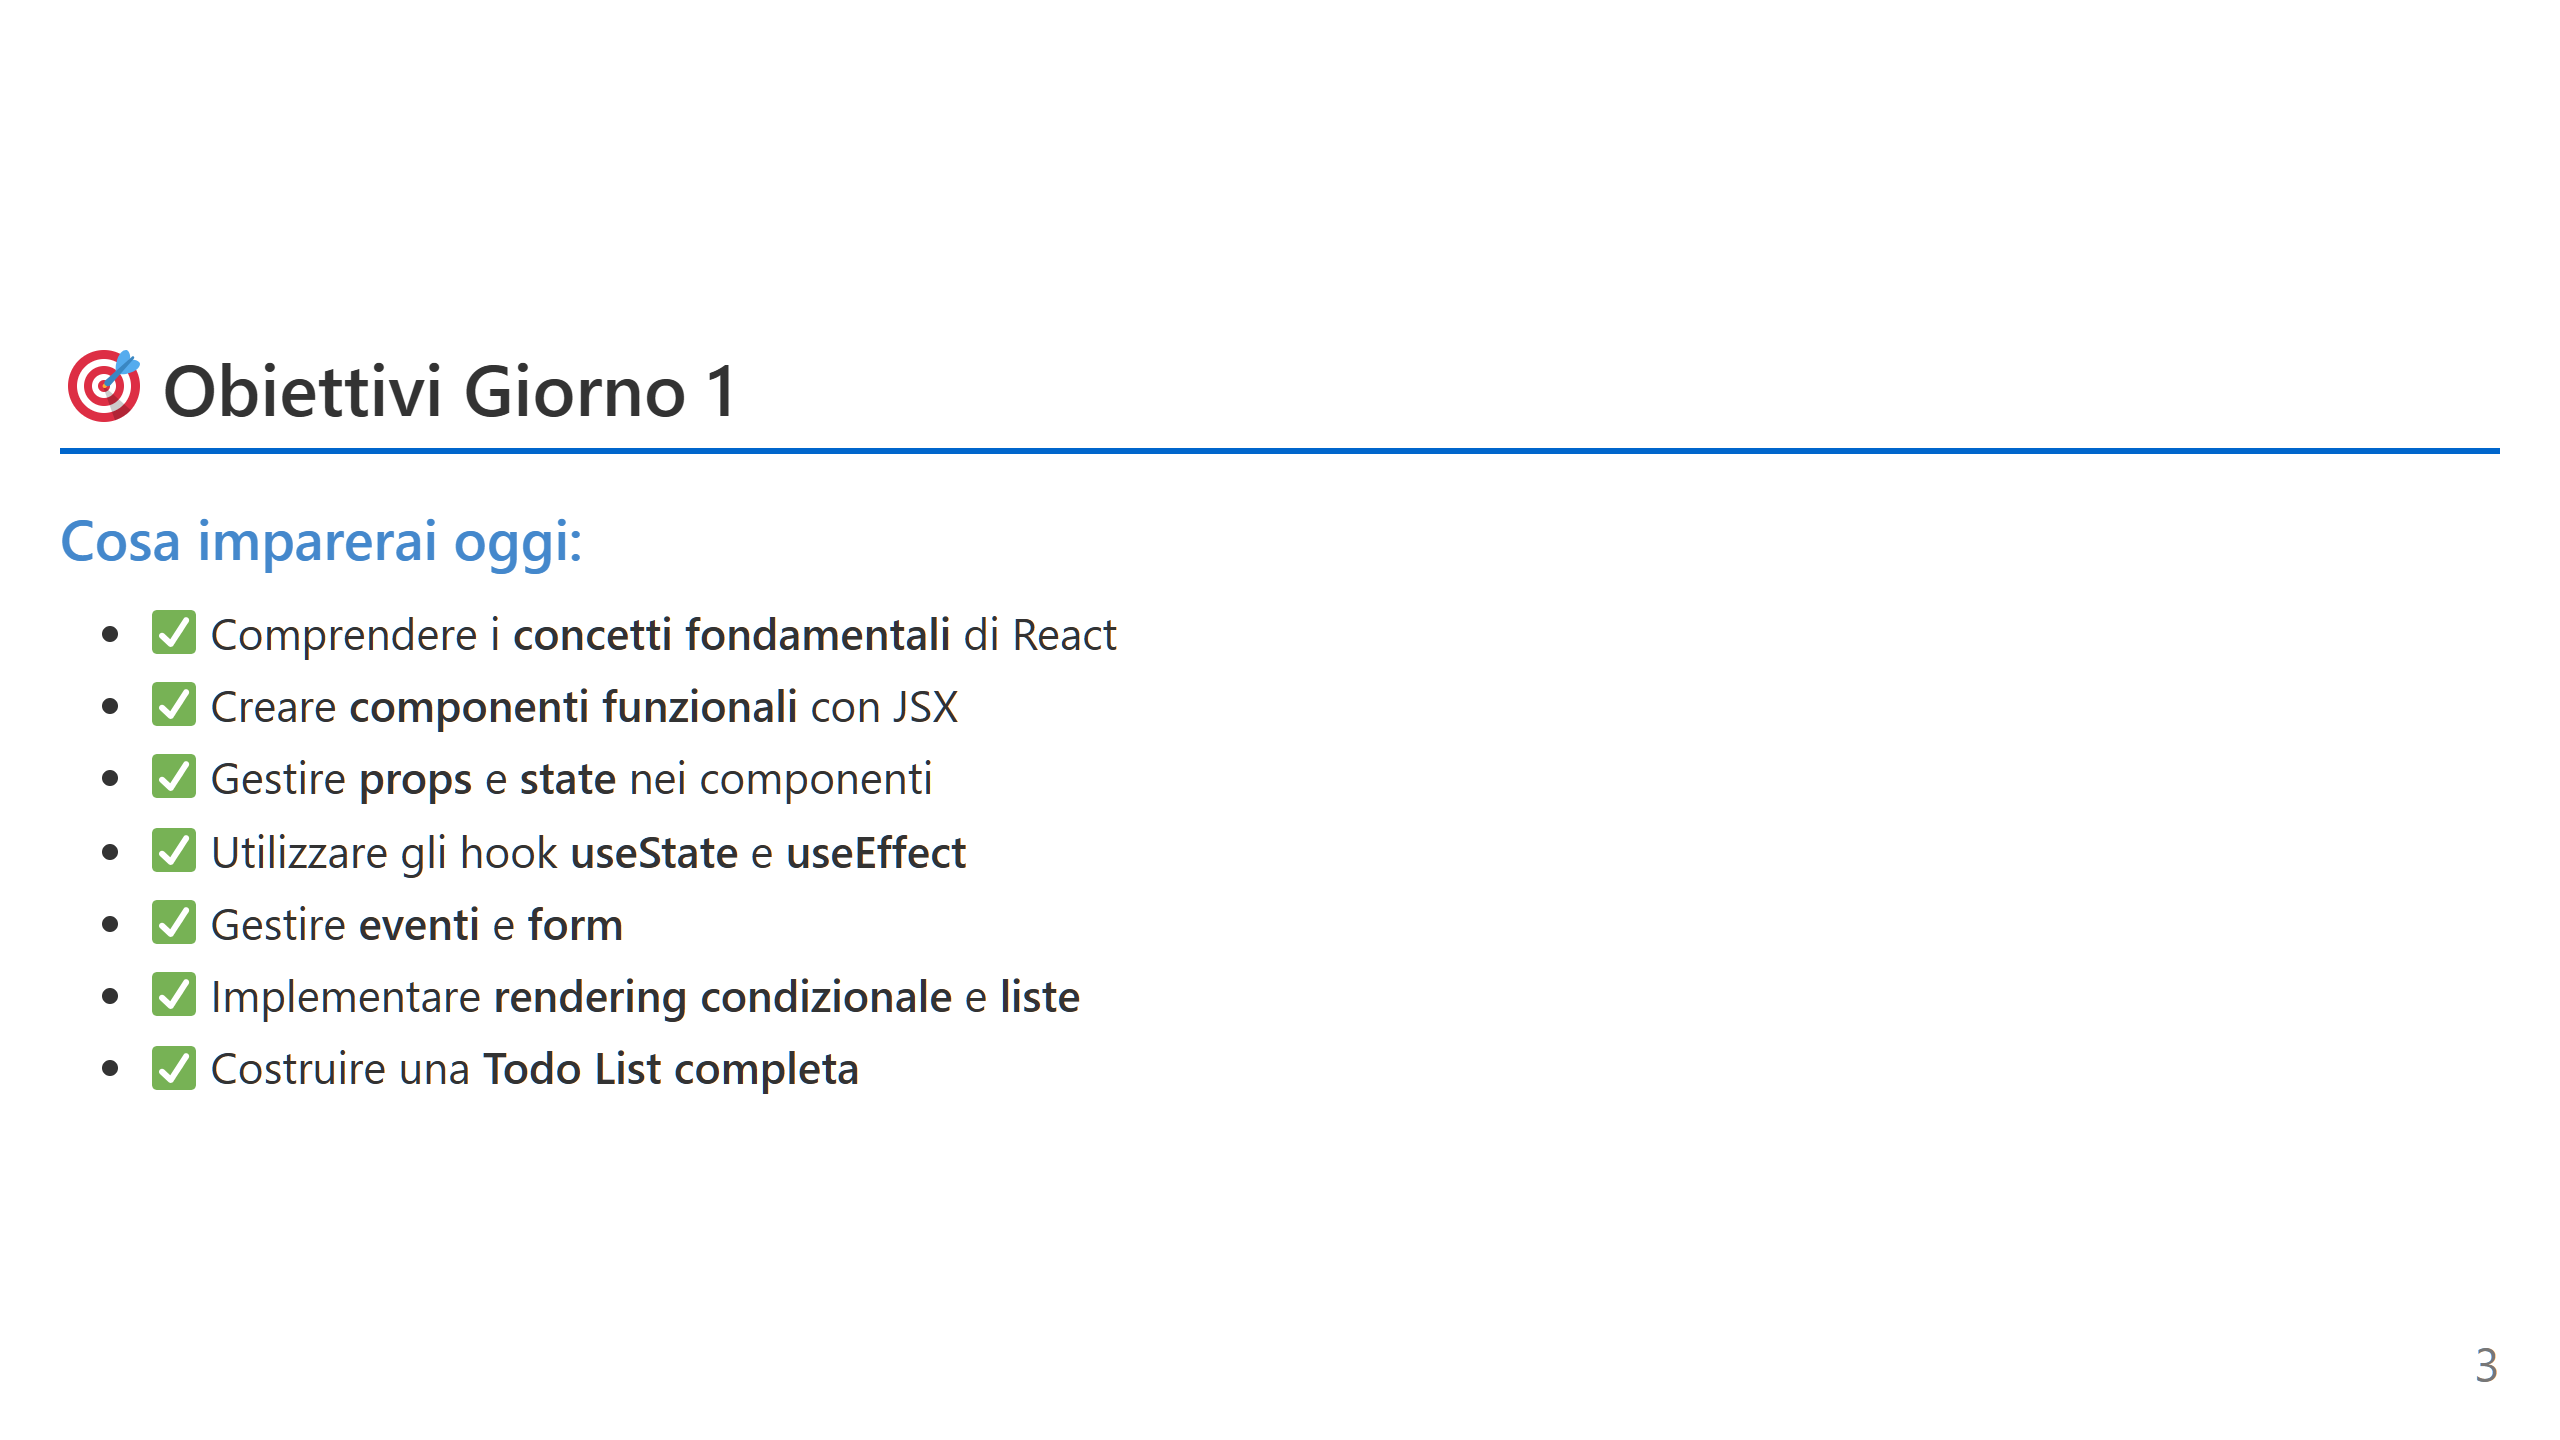 🎯 Obiettivi Giorno 1
Cosa imparerai oggi:
• ✅ Comprendere i concetti fondamentali di React
• ✅ Creare componenti funzionali con JSX
• ✅ Gestire props e state nei componenti
• ✅ Utilizzare gli hook useState e useEffect
• ✅ Gestire eventi e form
• ✅ Implementare rendering condizionale e liste
• ✅ Costruire una Todo List completa
3